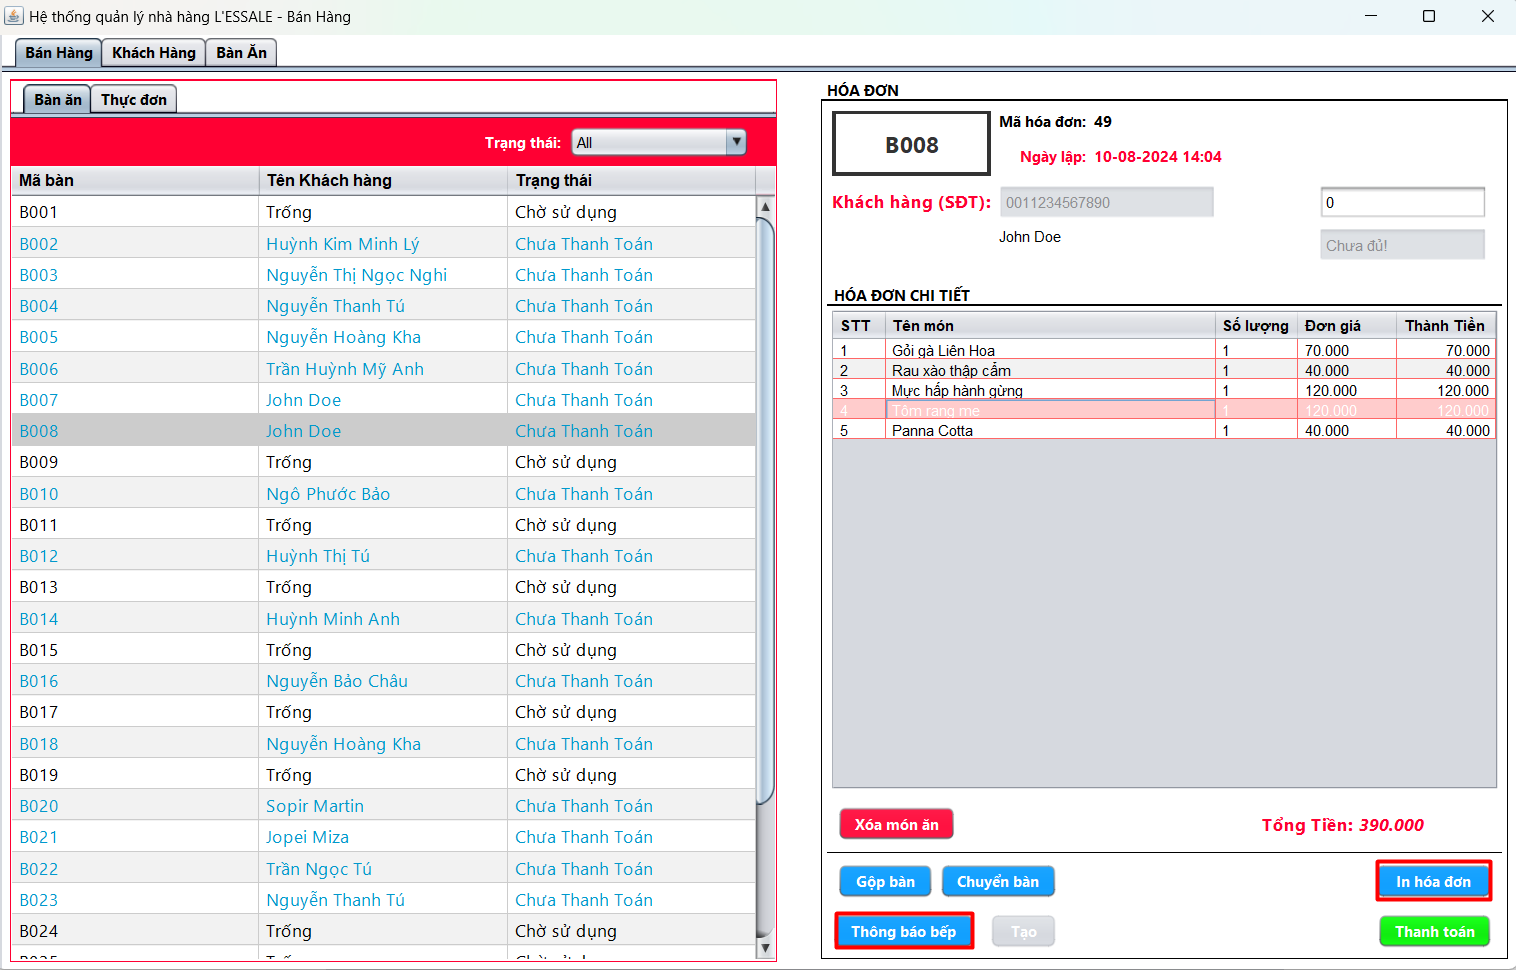 Hệ thống quản lý nhà hàng L'ESSALE - Bán Hàng
Bán Hàng Khách Hàng Bàn Ăn
Bàn ăn Thực đơn
Trạng thái: All
Mã bàn Tên Khách hàng Trạng thái
B001 Trống Chờ sử dụng
B002 Huỳnh Kim Minh Lý Chưa Thanh Toán
B003 Nguyễn Thị Ngọc Nghi Chưa Thanh Toán
B004 Nguyễn Thanh Tú Chưa Thanh Toán
B005 Nguyễn Hoàng Kha Chưa Thanh Toán
B006 Trần Huỳnh Mỹ Anh Chưa Thanh Toán
B007 John Doe Chưa Thanh Toán
B008 John Doe Chưa Thanh Toán
B009 Trống Chờ sử dụng
B010 Ngô Phước Bảo Chưa Thanh Toán
B011 Trống Chờ sử dụng
B012 Huỳnh Thị Tú Chưa Thanh Toán
B013 Trống Chờ sử dụng
B014 Huỳnh Minh Anh Chưa Thanh Toán
B015 Trống Chờ sử dụng
B016 Nguyễn Bảo Châu Chưa Thanh Toán
B017 Trống Chờ sử dụng
B018 Nguyễn Hoàng Kha Chưa Thanh Toán
B019 Trống Chờ sử dụng
B020 Sopir Martin Chưa Thanh Toán
B021 Jopei Miza Chưa Thanh Toán
B022 Trần Ngọc Tú Chưa Thanh Toán
B023 Nguyễn Thanh Tú Chưa Thanh Toán
B024 Trống Chờ sử dụng
HÓA ĐƠN
B008
Mã hóa đơn: 49
Ngày lập: 10-08-2024 14:04
Khách hàng (SĐT): 0011234567890 0
John Doe Chưa đủ!
HÓA ĐƠN CHI TIẾT
STT Tên món Số lượng Đơn giá Thành Tiền
1 Gỏi gà Liên Hoa 1 70.000 70.000
2 Rau xào thập cẩm 1 40.000 40.000
3 Mực hấp hành gừng 1 120.000 120.000
4 Tôm rang me 1 120.000 120.000
5 Panna Cotta 1 40.000 40.000
Xóa món ăn Tổng Tiền: 390.000
Gộp bàn Chuyển bàn In hóa đơn
Thông báo bếp Tạo Thanh toán